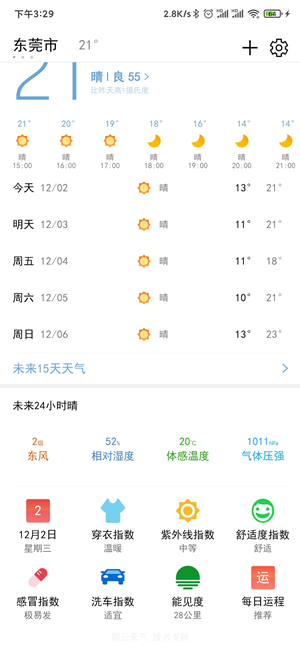 下午3:29 2.8K/s 64
东莞市 21°
21 晴 | 良 55 >
比昨天高1摄氏度
21° 20° 19° 18° 16° 14° 14°
晴 晴 晴 晴 晴 晴 晴
15:00 16:00 17:00 18:00 19:00 20:00 21:00
今天 12/02 晴 13° 21°
明天 12/03 晴 11° 21°
周五 12/04 晴 11° 18°
周六 12/05 晴 10° 21°
周日 12/06 晴 13° 23°
未来15天天气
未来24小时晴
2级 52% 20℃ 1011hPa
东风 相对湿度 体感温度 气体压强
2 运
12月2日 穿衣指数 紫外线指数 舒适度指数
星期三 温暖 中等 舒适
感冒指数 洗车指数 能见度 每日运程
极易发 适宜 28公里 推荐